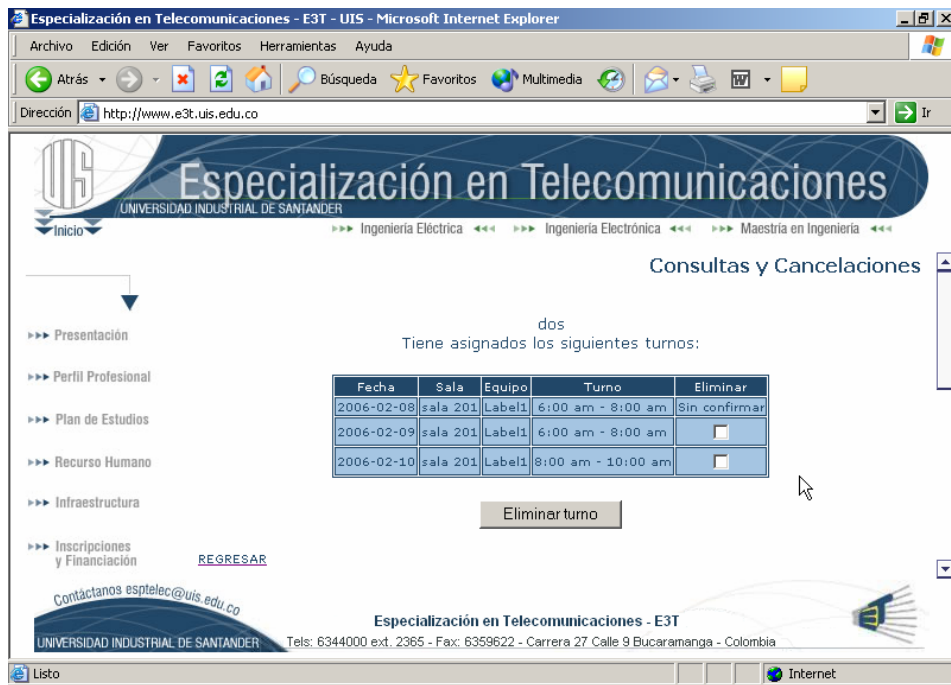 Especialización en Telecomunicaciones - E3T - UIS - Microsoft Internet Explorer
Archivo Edición Ver Favoritos Herramientas Ayuda
Atrás Búsqueda Favoritos Multimedia
Dirección http://www.e3t.uis.edu.co Ir
UIS
Especialización en Telecomunicaciones
UNIVERSIDAD INDUSTRIAL DE SANTANDER
Inicio Ingeniería Eléctrica Ingeniería Electrónica Maestría en Ingeniería
Consultas y Cancelaciones
dos
Tiene asignados los siguientes turnos:
Presentación
Perfil Profesional
Plan de Estudios
Recurso Humano
Infraestructura
Inscripciones
y Financiación
Fecha Sala Equipo Turno Eliminar
2006-02-08 sala 201 Label1 6:00 am - 8:00 am Sin confirmar
2006-02-09 sala 201 Label1 6:00 am - 8:00 am
2006-02-10 sala 201 Label1 8:00 am - 10:00 am
Eliminar turno
REGRESAR
Contáctanos esptelec@uis.edu.co
UNIVERSIDAD INDUSTRIAL DE SANTANDER
Especialización en Telecomunicaciones - E3T
Tels: 6344000 ext. 2365 - Fax: 6359622 - Carrera 27 Calle 9 Bucaramanga - Colombia
Listo Internet